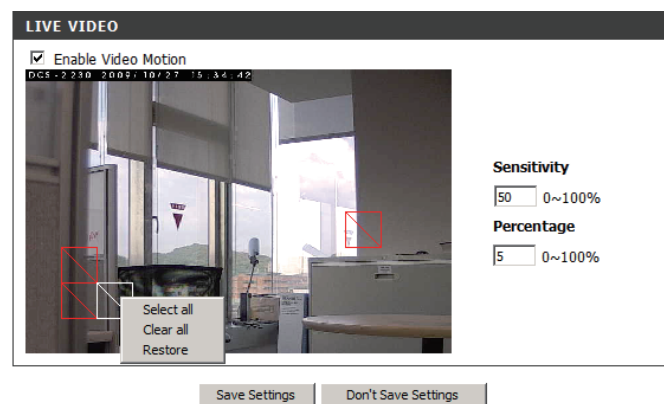 LIVE VIDEO
Enable Video Motion
DCS-2230 2009/10/27 15:34:42
Sensitivity
50 0~100%
Percentage
5 0~100%
Select all
Clear all
Restore
Save Settings
Don't Save Settings